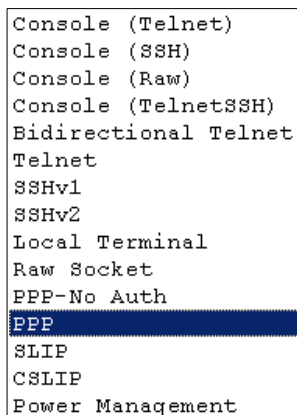 Console (Telnet)
Console (SSH)
Console (Raw)
Console (TelnetSSH)
Bidirectional Telnet
Telnet
SSHv1
SSHv2
Local Terminal
Raw Socket
PPP-No Auth
PPP
SLIP
CSLIP
Power Management